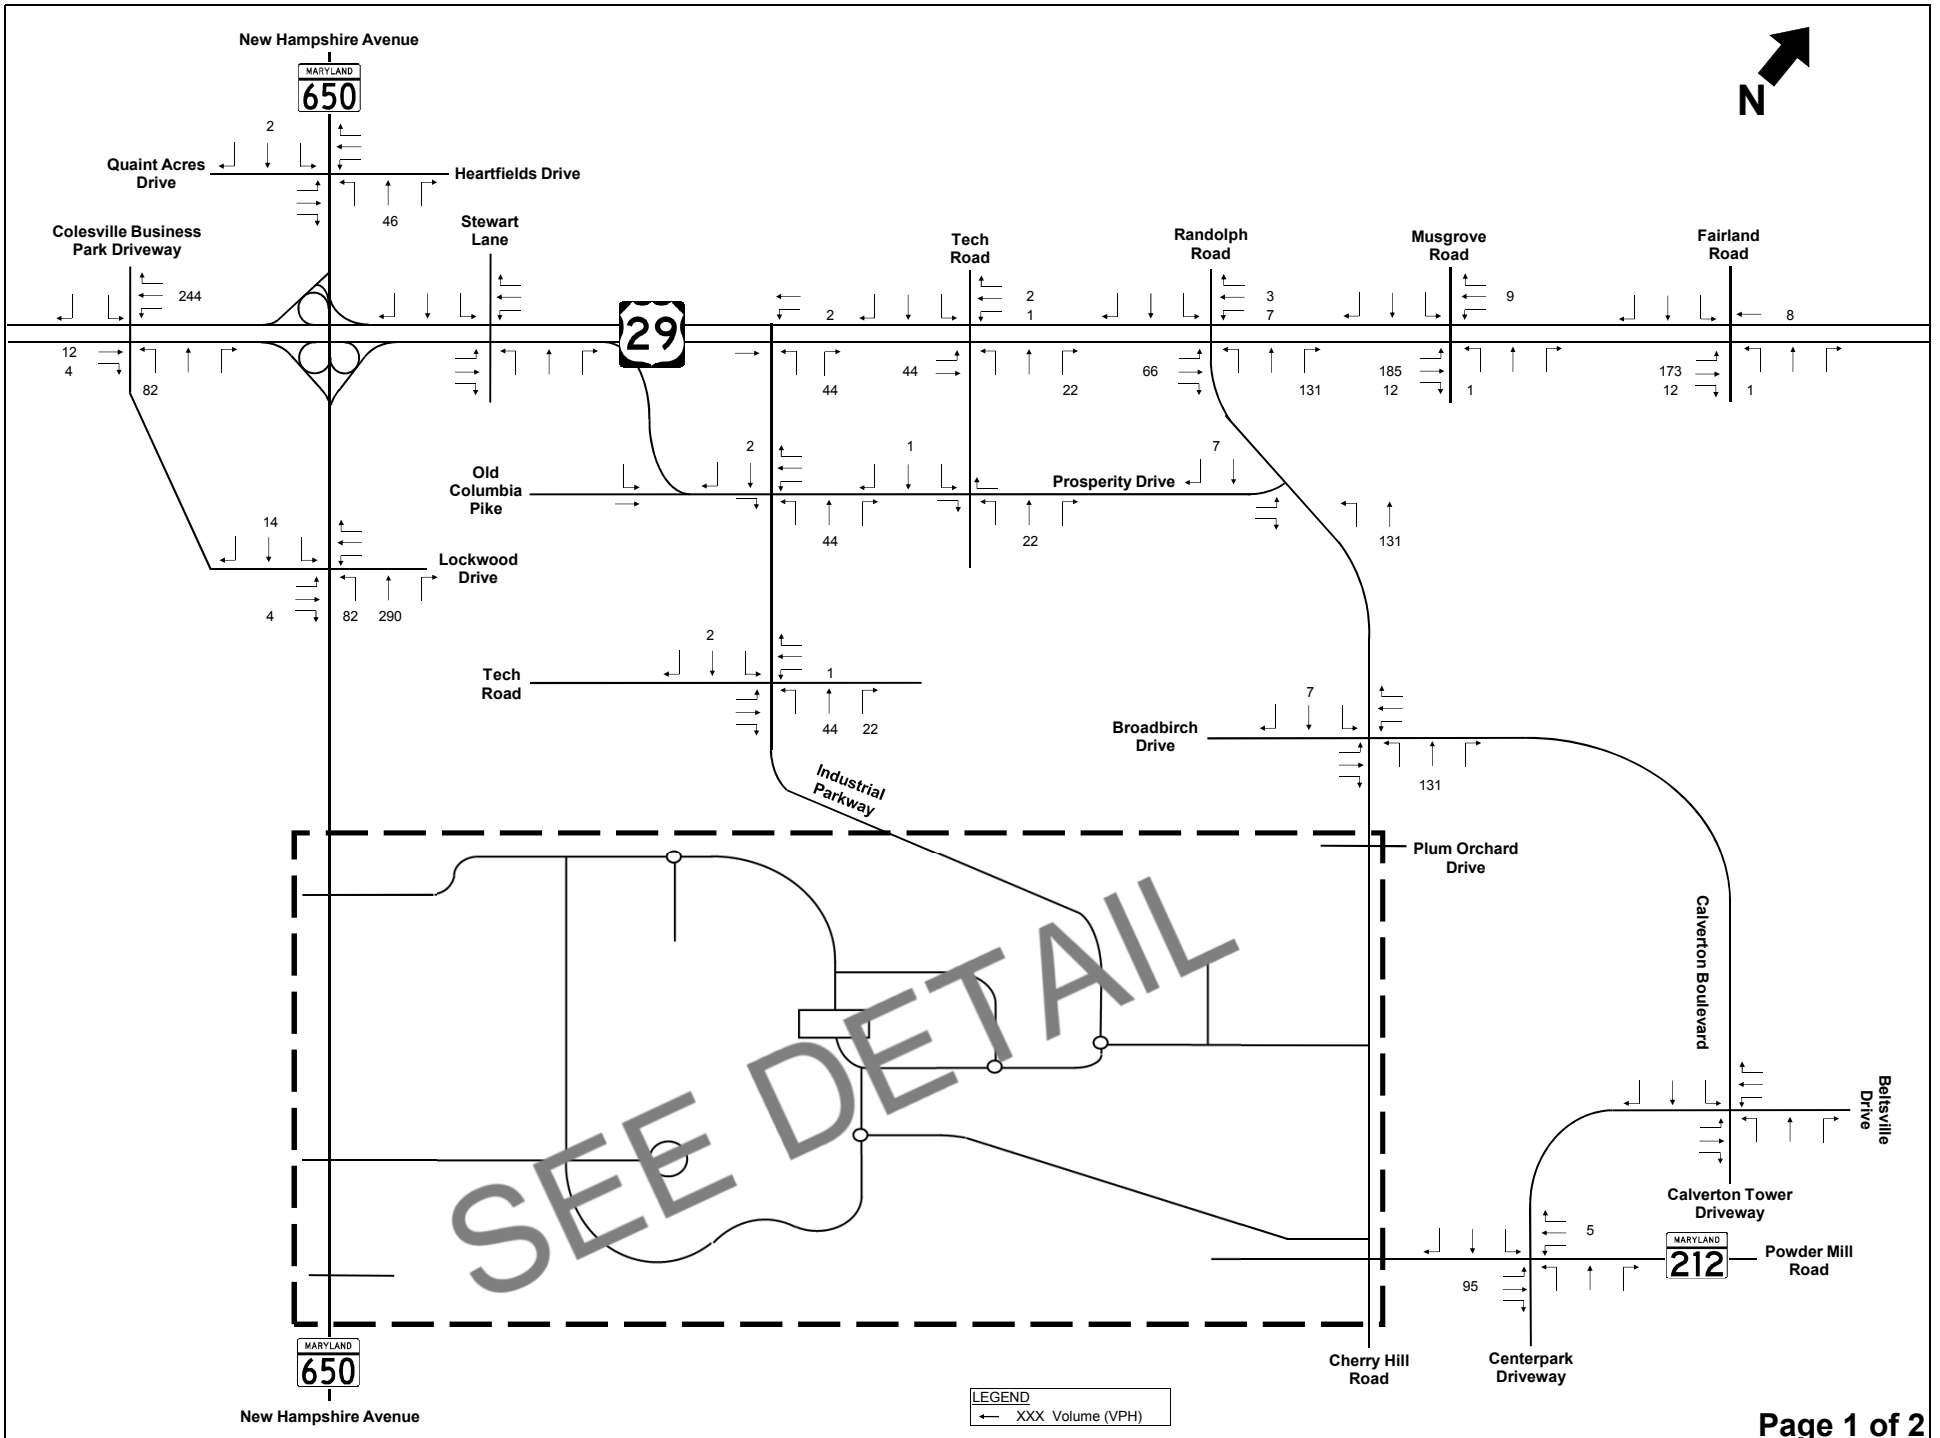 New Hampshire Avenue
MARYLAND
650
N
2
Quaint Acres
Drive
Heartfields Drive
46
Colesville Business
Park Driveway
Stewart
Lane
Tech
Road
Randolph
Road
Musgrove
Road
Fairland
Road
244
29
2
2
1
3
7
9
8
12
4
82
44
44
22
66
131
185
12
1
173
12
1
2
1
7
Old
Columbia
Pike
Prosperity Drive
44
22
131
14
Lockwood
Drive
4
82
290
2
Tech
Road
1
44
22
7
Broadbirch
Drive
131
Industrial
Parkway
Plum Orchard
Drive
Calverton Boulevard
SEE DETAIL
Beltsville
Drive
Calverton Tower
Driveway
5
MARYLAND
212
Powder Mill
Road
95
MARYLAND
650
New Hampshire Avenue
Cherry Hill
Road
Centerpark
Driveway
LEGEND
XXX Volume (VPH)
Page 1 of 2